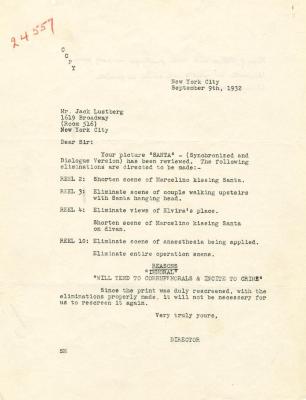 24557
COPY
New York City
September 9th, 1932
Mr. Jack Lustberg
1619 Broadway
(Room 516)
New York City
Dear Sir:
Your picture "SANTA" - (Synchronized and
Dialogue Version) has been reviewed. The following
eliminations are directed to be made:-
REEL 2: Shorten scene of Marcelino kissing Santa.
REEL 3: Eliminate scene of couple walking upstairs
with Santa hanging head.
REEL 4: Eliminate views of Elvira's place.
Shorten scene of Marcelino kissing Santa
on divan.
REEL 10: Eliminate scene of anaesthesia being applied.
Eliminate entire operation scene.
REASONS
"IMMORAL"
"WILL TEND TO CORRUPT MORALS & INCITE TO CRIME"
Since the print was duly rescreened, with the
eliminations properly made, it will not be necessary for
us to rescreen it again.
Very truly yours,
DIRECTOR